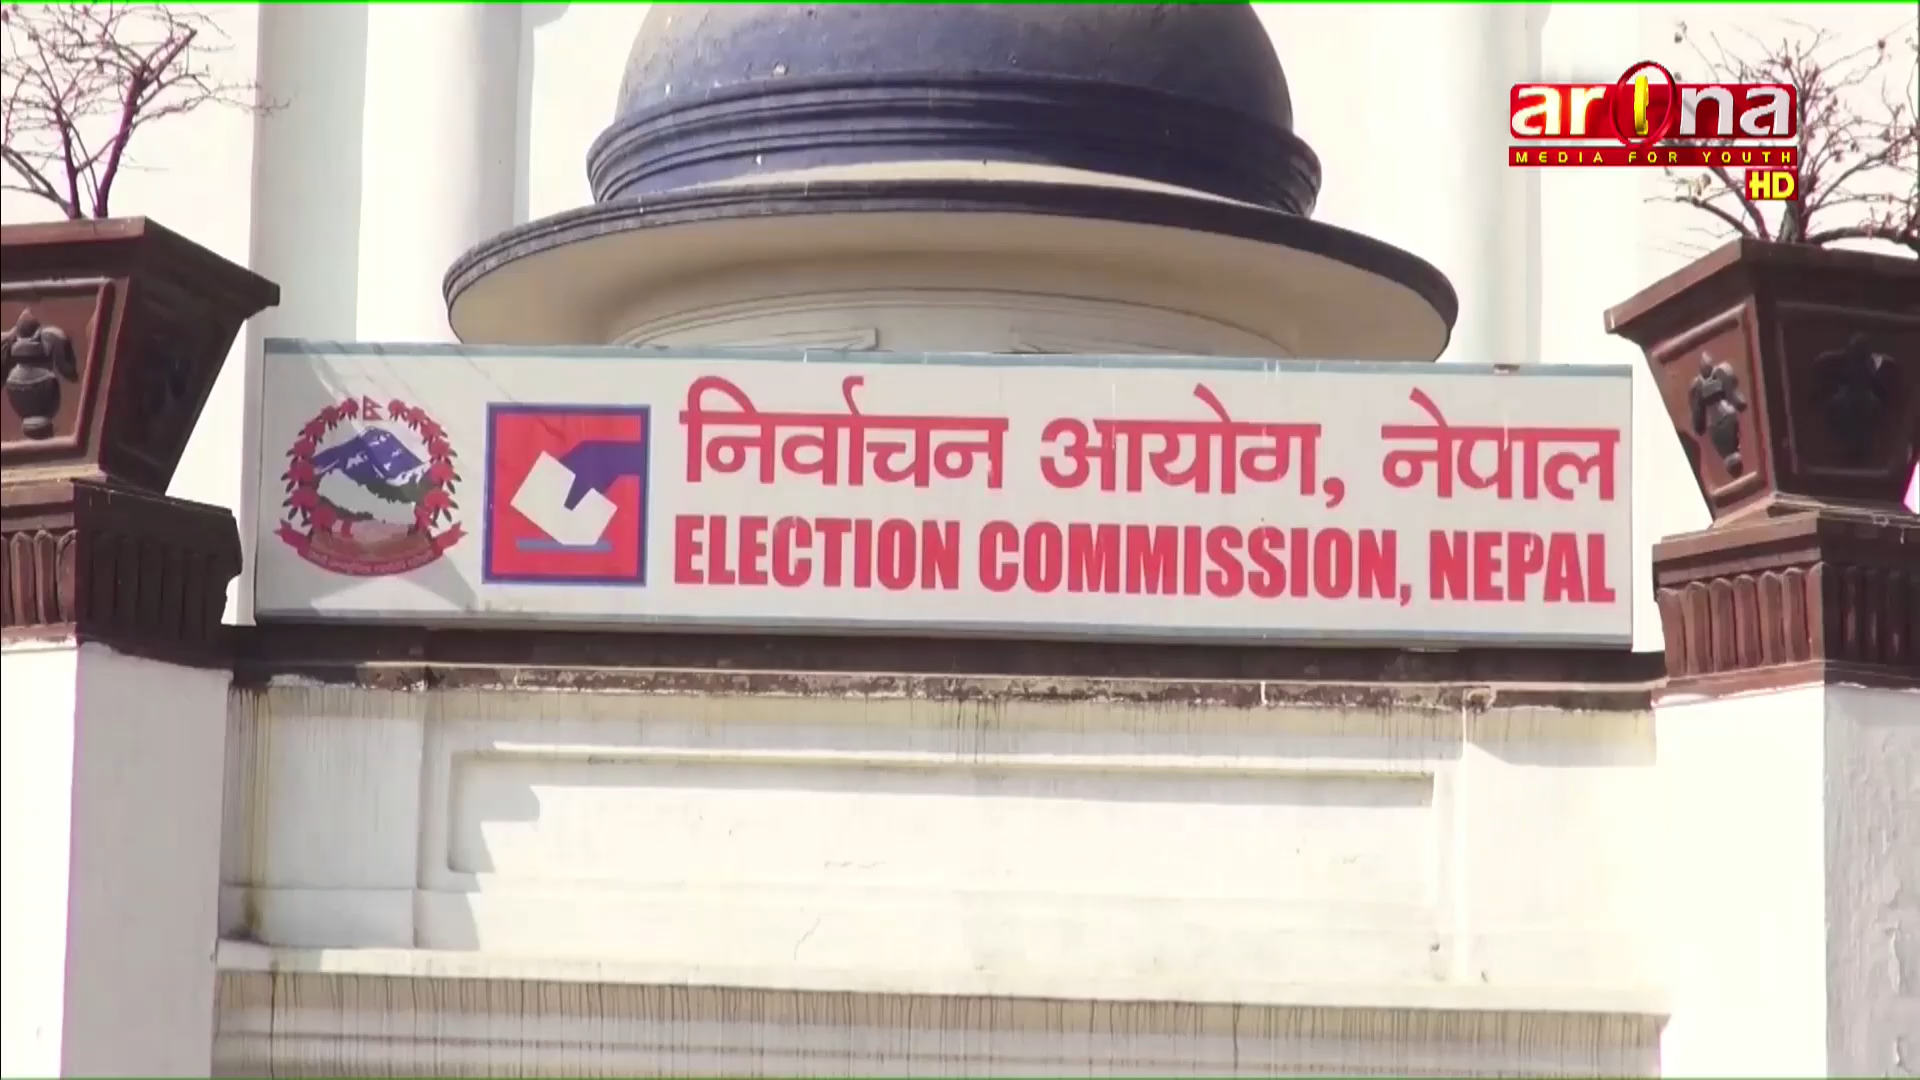 ar1na
MEDIA FOR YOUTH
HD
निर्वाचन आयोग, नेपाल
ELECTION COMMISSION, NEPAL